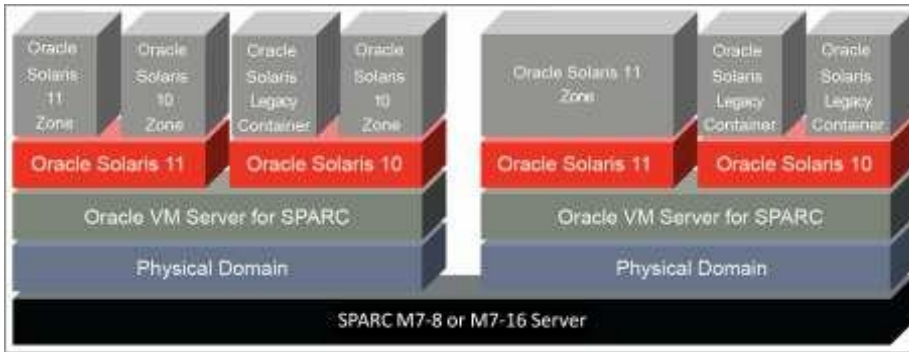 Oracle
Solaris
11
Zone
Oracle
Solaris
10
Zone
Oracle
Solaris
Legacy
Container
Oracle
Solaris
10
Zone
Oracle Solaris 11
Zone
Oracle
Solaris
Legacy
Container
Oracle
Solaris
Legacy
Container
Oracle Solaris 11
Oracle Solaris 10
Oracle Solaris 11
Oracle Solaris 10
Oracle VM Server for SPARC
Oracle VM Server for SPARC
Physical Domain
Physical Domain
SPARC M7-8 or M7-16 Server